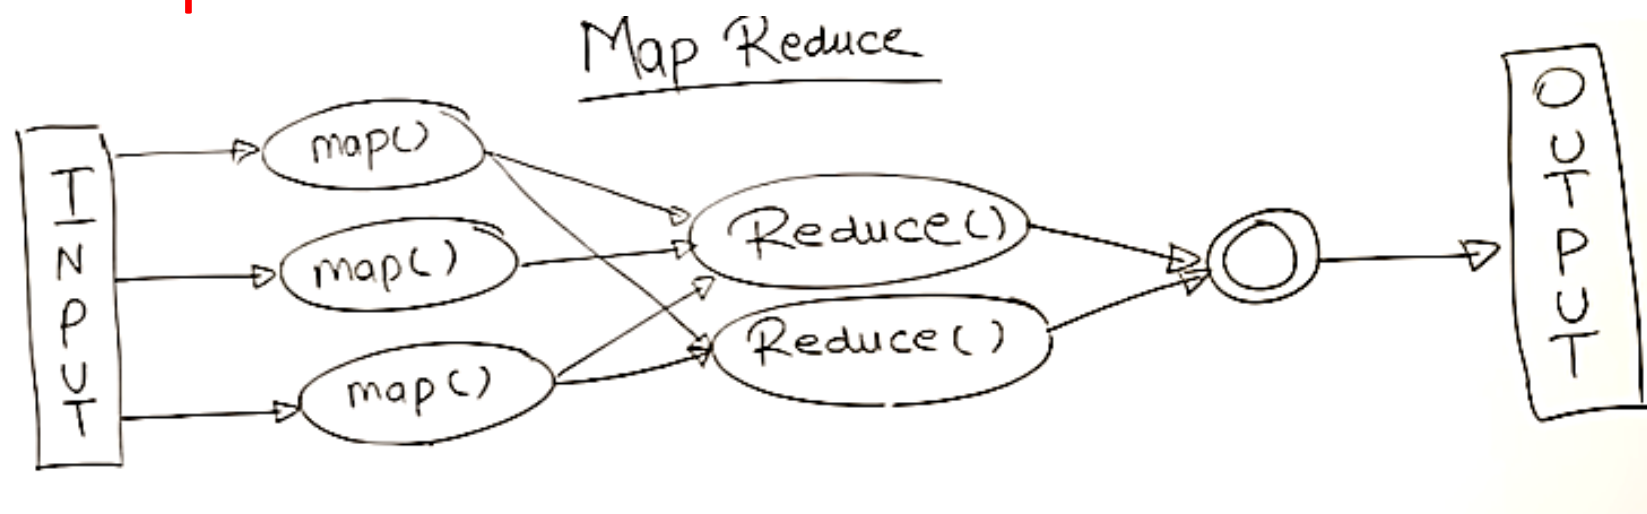 Map Reduce
INPUT
map()
map()
map()
Reduce()
Reduce()
OUTPUT